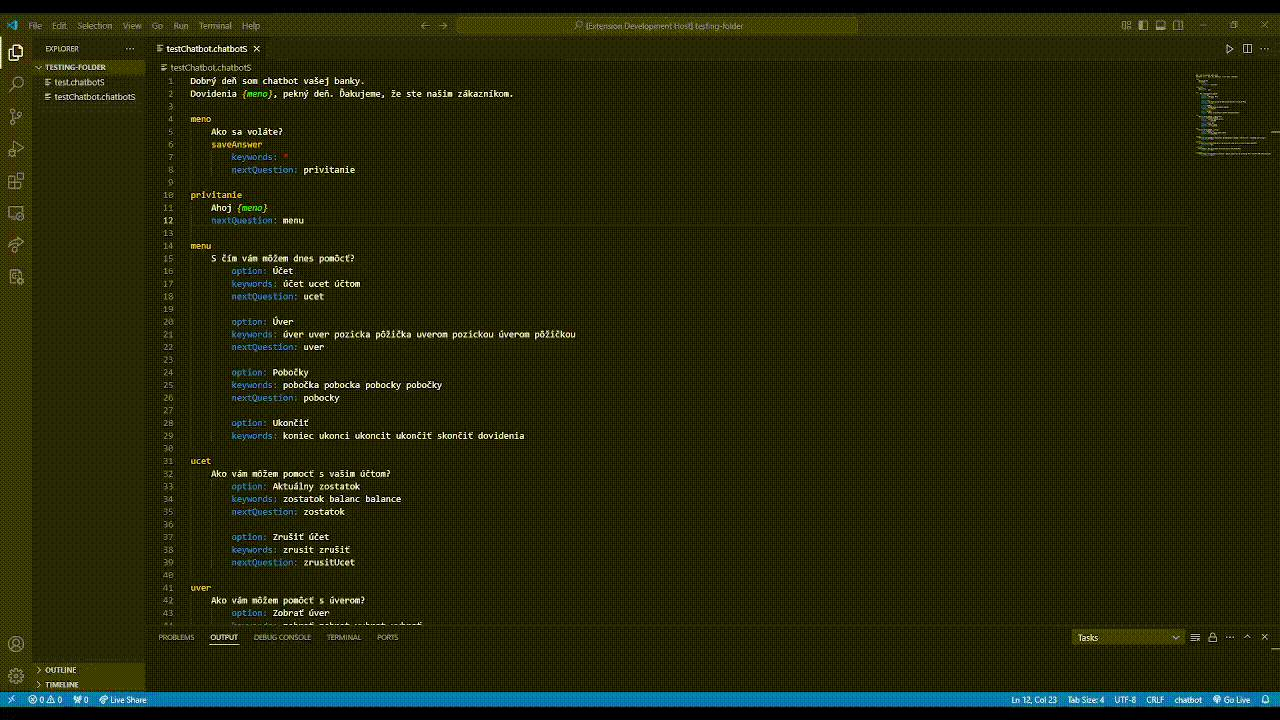 File Edit Selection View Go Run Terminal Help
[Extension Development Host] testing-folder
EXPLORER
TESTING-FOLDER
test.chatbotS
testChatbot.chatbotS
OUTLINE
TIMELINE
testChatbot.chatbotS
testChatbot.chatbotS
1 Dobrý deň som chatbot vašej banky.
2 Dovidenia {meno}, pekný deň. Ďakujeme, že ste našim zákazníkom.
3
4 meno
5 Ako sa voláte?
6 saveAnswer
7 keywords: *
8 nextQuestion: privitanie
9
10 privitanie
11 Ahoj {meno}
12 nextQuestion: menu
13
14 menu
15 S čím vám môžem dnes pomôcť?
16 option: Účet
17 keywords: účet ucet účtom
18 nextQuestion: ucet
19
20 option: Úver
21 keywords: úver uver pozicka pôžička uverom pozickou úverom pôžičkou
22 nextQuestion: uver
23
24 option: Pobočky
25 keywords: pobočka pobocka pobocky pobočky
26 nextQuestion: pobocky
27
28 option: Ukončiť
29 keywords: koniec ukonci ukoncit ukončiť skončiť dovidenia
30
31 ucet
32 Ako vám môžem pomocť s vašim účtom?
33 option: Aktuálny zostatok
34 keywords: zostatok balanc balance
35 nextQuestion: zostatok
36
37 option: Zrušiť účet
38 keywords: zrusit zrušiť
39 nextQuestion: zrusitUcet
40
41 uver
42 Ako vám môžem pomôcť s úverom?
43 option: Zobrať úver
PROBLEMS OUTPUT DEBUG CONSOLE TERMINAL PORTS
Tasks
0 0 0 Live Share
Ln 12, Col 23 Tab Size: 4 UTF-8 CRLF chatbot Go Live